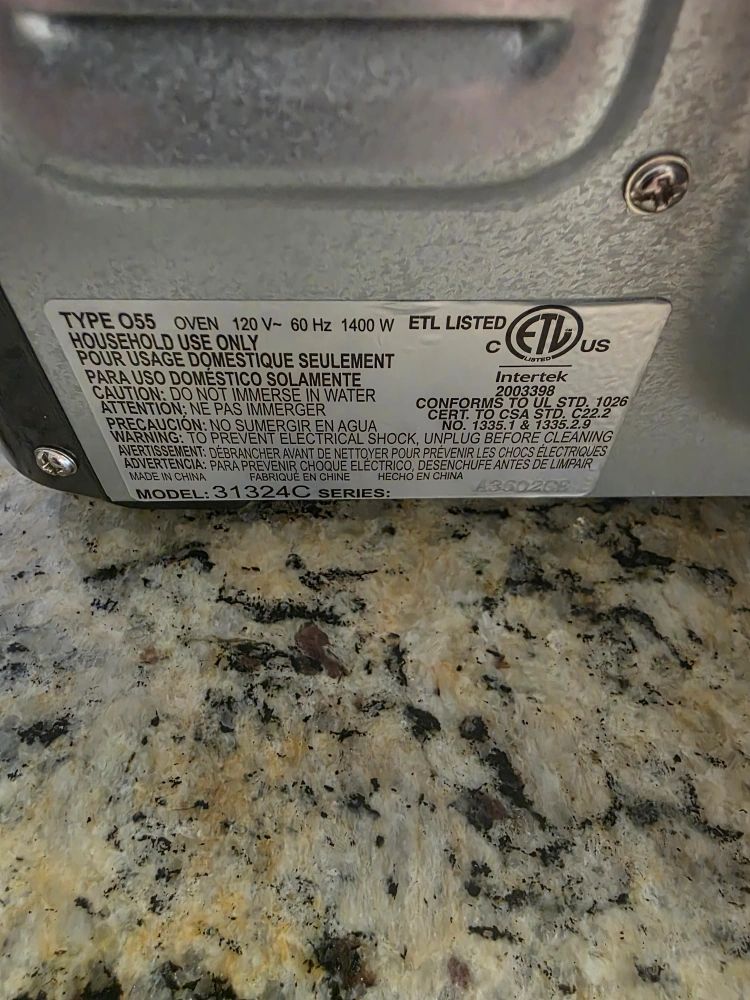 TYPE O55 OVEN 120 V~ 60 Hz 1400 W ETL LISTED
HOUSEHOLD USE ONLY
POUR USAGE DOMESTIQUE SEULEMENT
PARA USO DOMÉSTICO SOLAMENTE
CAUTION: DO NOT IMMERSE IN WATER
ATTENTION: NE PAS IMMERGER
PRECAUCIÓN: NO SUMERGIR EN AGUA
C ETL US
LISTED
Intertek
2003398
CONFORMS TO UL STD. 1026
CERT. TO CSA STD. C22.2
NO. 1335.1 & 1335.2.9
WARNING: TO PREVENT ELECTRICAL SHOCK, UNPLUG BEFORE CLEANING
AVERTISSEMENT: DÉBRANCHER AVANT DE NETTOYER POUR PRÉVENIR LES CHOCS ÉLECTRIQUES
ADVERTENCIA: PARA PREVENIR CHOQUE ELÉCTRICO, DESENCHUFE ANTES DE LIMPIAR
MADE IN CHINA FABRIQUÉ EN CHINE HECHO EN CHINA
MODEL: 31324C SERIES: